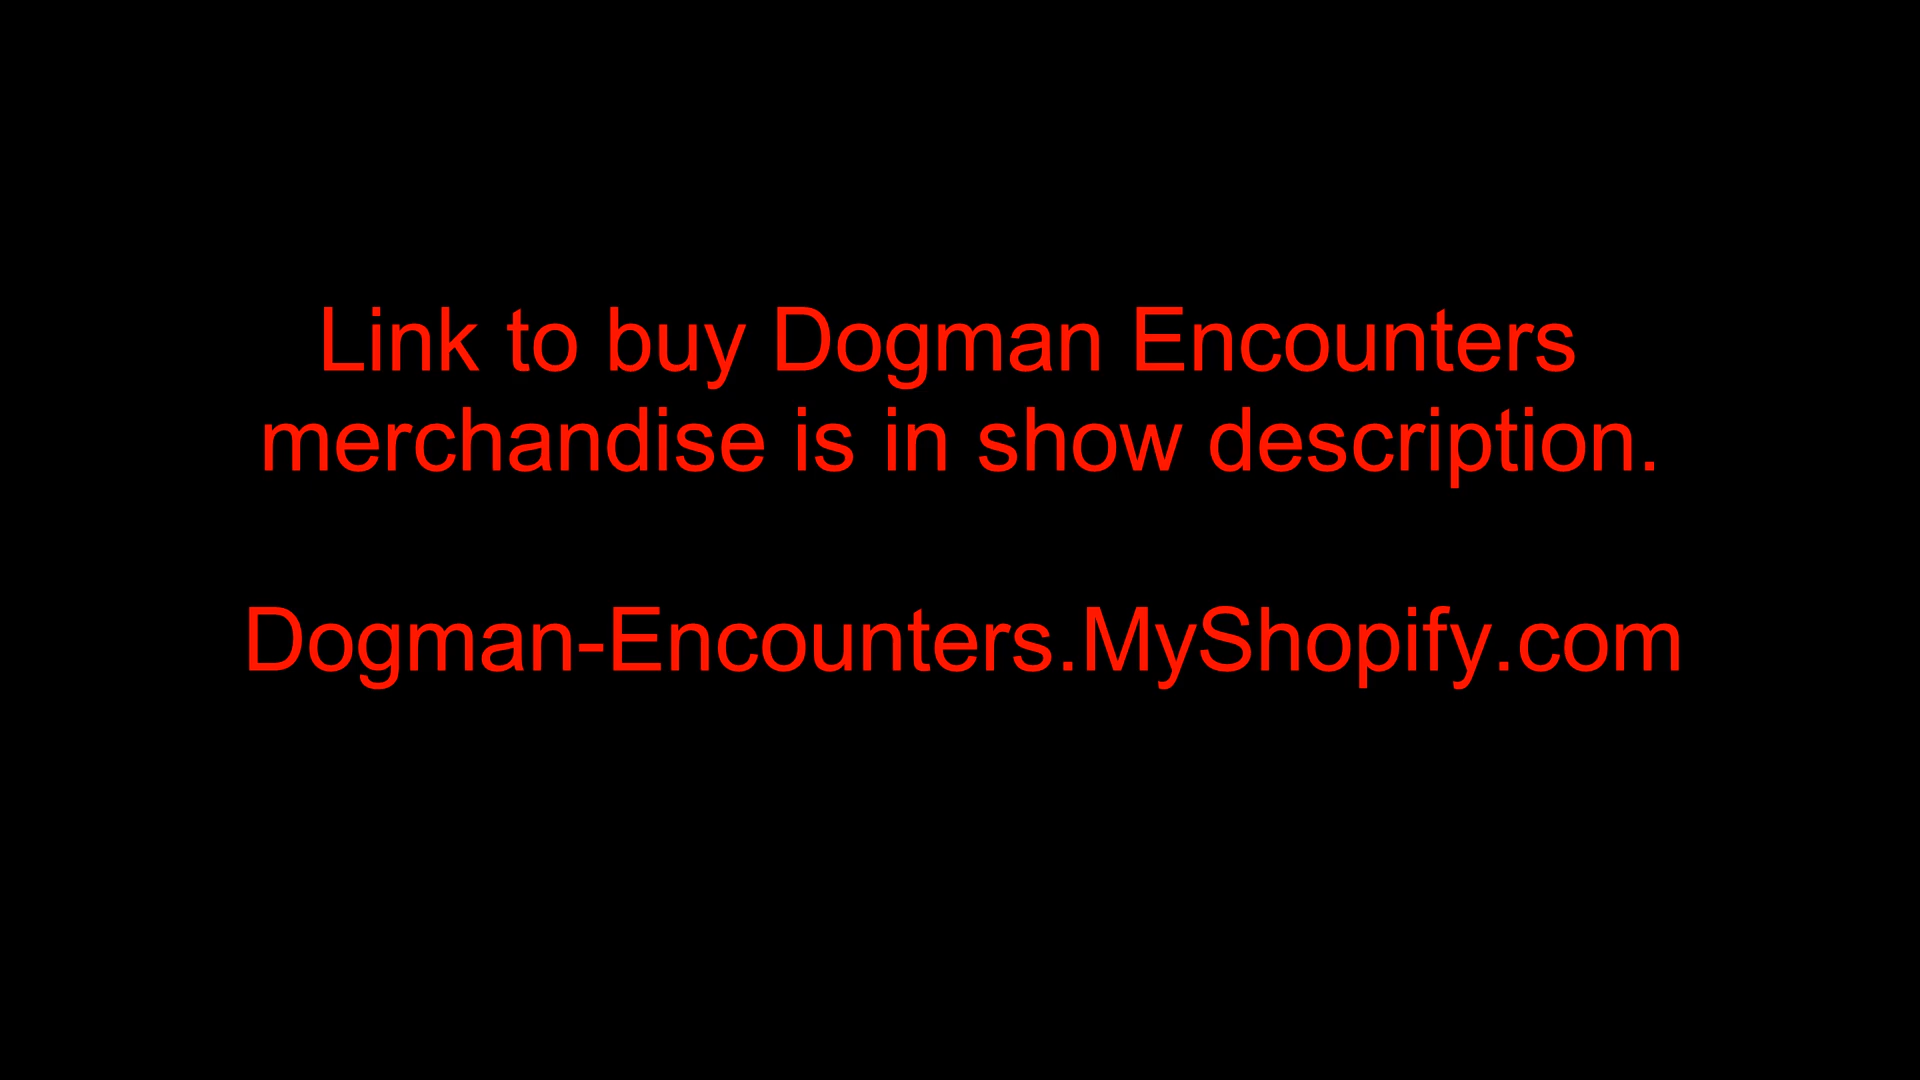 Link to buy Dogman Encounters
merchandise is in show description.
Dogman-Encounters.MyShopify.com